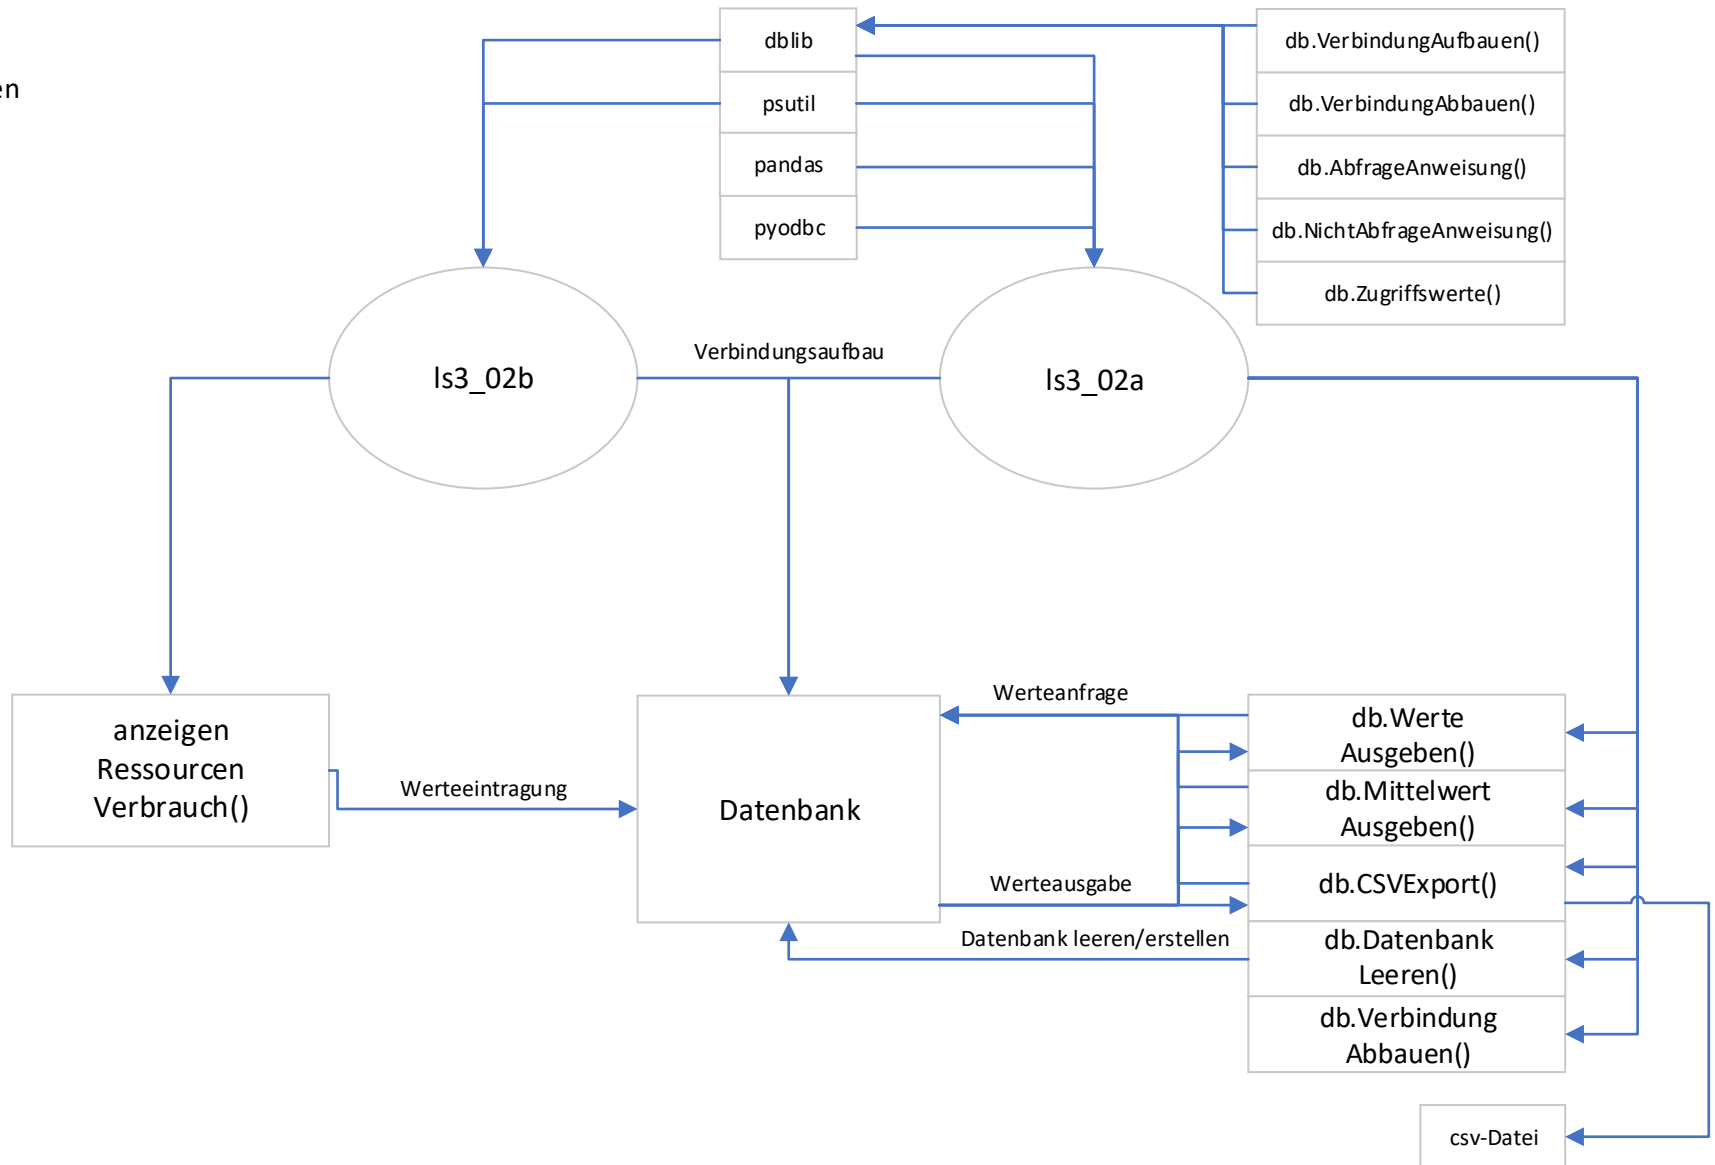 dblib
db.VerbindungAufbauen()
en
psutil
db.VerbindungAbbauen()
pandas
db.AbfrageAnweisung()
pyodbc
db.NichtAbfrageAnweisung()
db.Zugriffswerte()
Verbindungsaufbau
ls3_02b
ls3_02a
Werteanfrage
anzeigen
Ressourcen
Verbrauch()
Werteeintragung
Datenbank
db.Werte
Ausgeben()
db.Mittelwert
Ausgeben()
Werteausgabe
db.CSVExport()
Datenbank leeren/erstellen
db.Datenbank
Leeren()
db.Verbindung
Abbauen()
csv-Datei